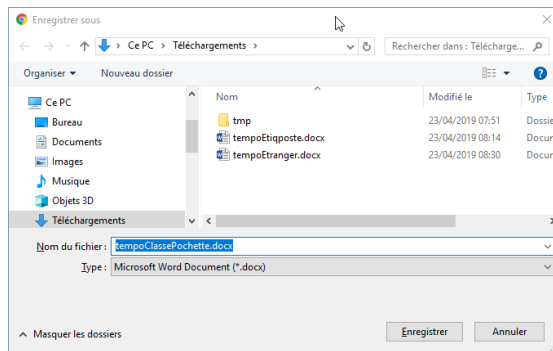 Enregistrer sous
Ce PC > Téléchargements >
Rechercher dans : Télécharge...
Organiser
Nouveau dossier
Ce PC
Bureau
Documents
Images
Musique
Objets 3D
Téléchargements
Nom
Modifié le
Type
tmp
23/04/2019 07:51
Dossie
tempoEtiqposte.docx
23/04/2019 08:14
Docur
tempoEtranger.docx
23/04/2019 08:30
Docur
Nom du fichier :
tempoClassePochette.docx
Type :
Microsoft Word Document (*.docx)
Masquer les dossiers
Enregistrer
Annuler